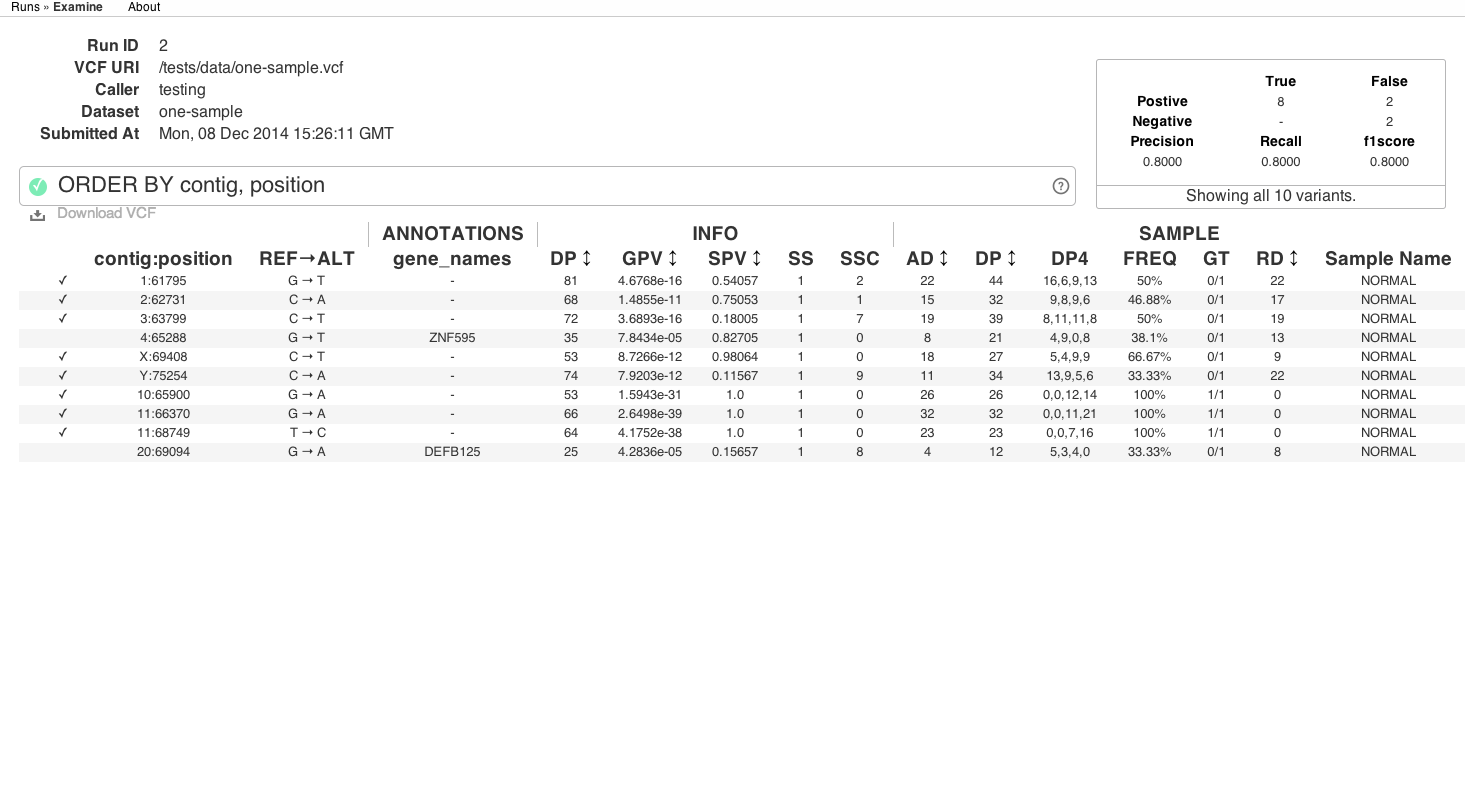 Runs » Examine About
Run ID 2
VCF URI /tests/data/one-sample.vcf
Caller testing
Dataset one-sample
Submitted At Mon, 08 Dec 2014 15:26:11 GMT
True False
Postive 8 2
Negative - 2
Precision Recall f1score
0.8000 0.8000 0.8000
Showing all 10 variants.
✓ ORDER BY contig, position ?
Download VCF
ANNOTATIONS INFO SAMPLE
contig:position REF→ALT gene_names DP ↕ GPV ↕ SPV ↕ SS SSC AD ↕ DP ↕ DP4 FREQ GT RD ↕ Sample Name
✓ 1:61795 G → T - 81 4.6768e-16 0.54057 1 2 22 44 16,6,9,13 50% 0/1 22 NORMAL
✓ 2:62731 C → A - 68 1.4855e-11 0.75053 1 1 15 32 9,8,9,6 46.88% 0/1 17 NORMAL
✓ 3:63799 C → T - 72 3.6893e-16 0.18005 1 7 19 39 8,11,11,8 50% 0/1 19 NORMAL
4:65288 G → T ZNF595 35 7.8434e-05 0.82705 1 0 8 21 4,9,0,8 38.1% 0/1 13 NORMAL
✓ X:69408 C → T - 53 8.7266e-12 0.98064 1 0 18 27 5,4,9,9 66.67% 0/1 9 NORMAL
✓ Y:75254 C → A - 74 7.9203e-12 0.11567 1 9 11 34 13,9,5,6 33.33% 0/1 22 NORMAL
✓ 10:65900 G → A - 53 1.5943e-31 1.0 1 0 26 26 0,0,12,14 100% 1/1 0 NORMAL
✓ 11:66370 G → A - 66 2.6498e-39 1.0 1 0 32 32 0,0,11,21 100% 1/1 0 NORMAL
✓ 11:68749 T → C - 64 4.1752e-38 1.0 1 0 23 23 0,0,7,16 100% 1/1 0 NORMAL
20:69094 G → A DEFB125 25 4.2836e-05 0.15657 1 8 4 12 5,3,4,0 33.33% 0/1 8 NORMAL